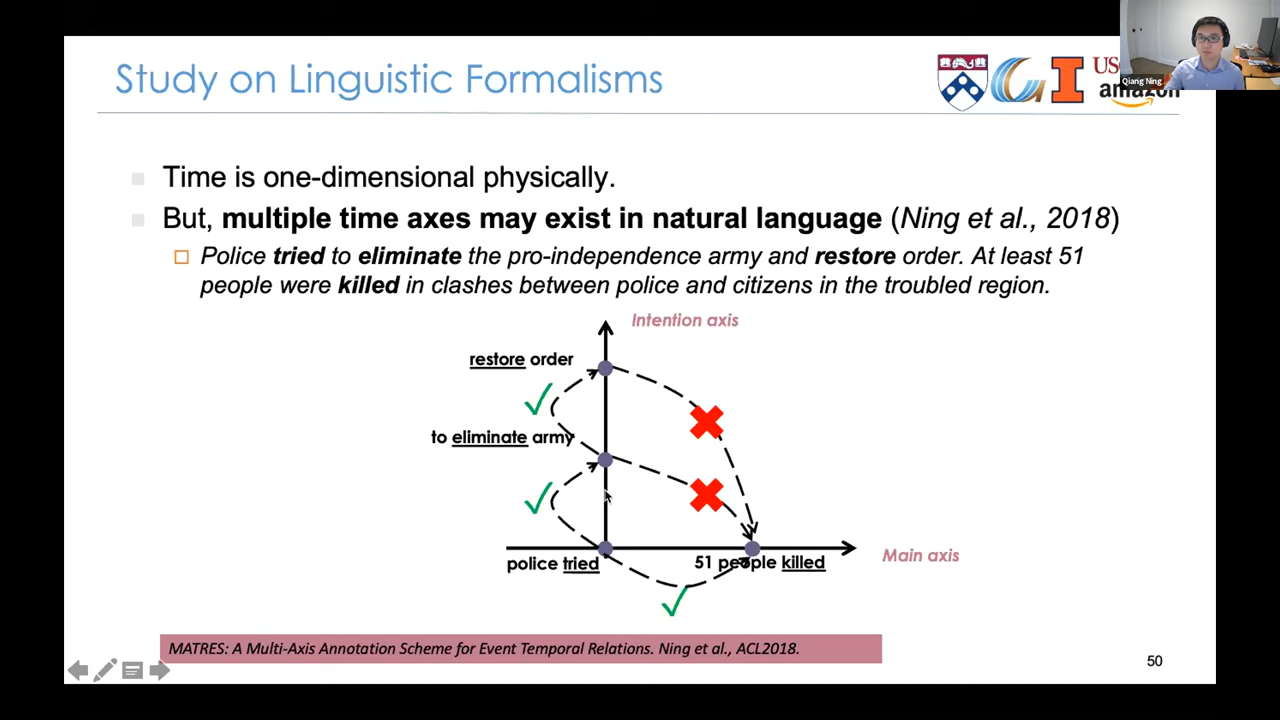 Study on Linguistic Formalisms
US
amazon
Qiang Ning
Time is one-dimensional physically.
But, multiple time axes may exist in natural language (Ning et al., 2018)
Police tried to eliminate the pro-independence army and restore order. At least 51
people were killed in clashes between police and citizens in the troubled region.
Intention axis
restore order
to eliminate army
police tried
51 people killed
Main axis
MATRES: A Multi-Axis Annotation Scheme for Event Temporal Relations. Ning et al., ACL2018.
50